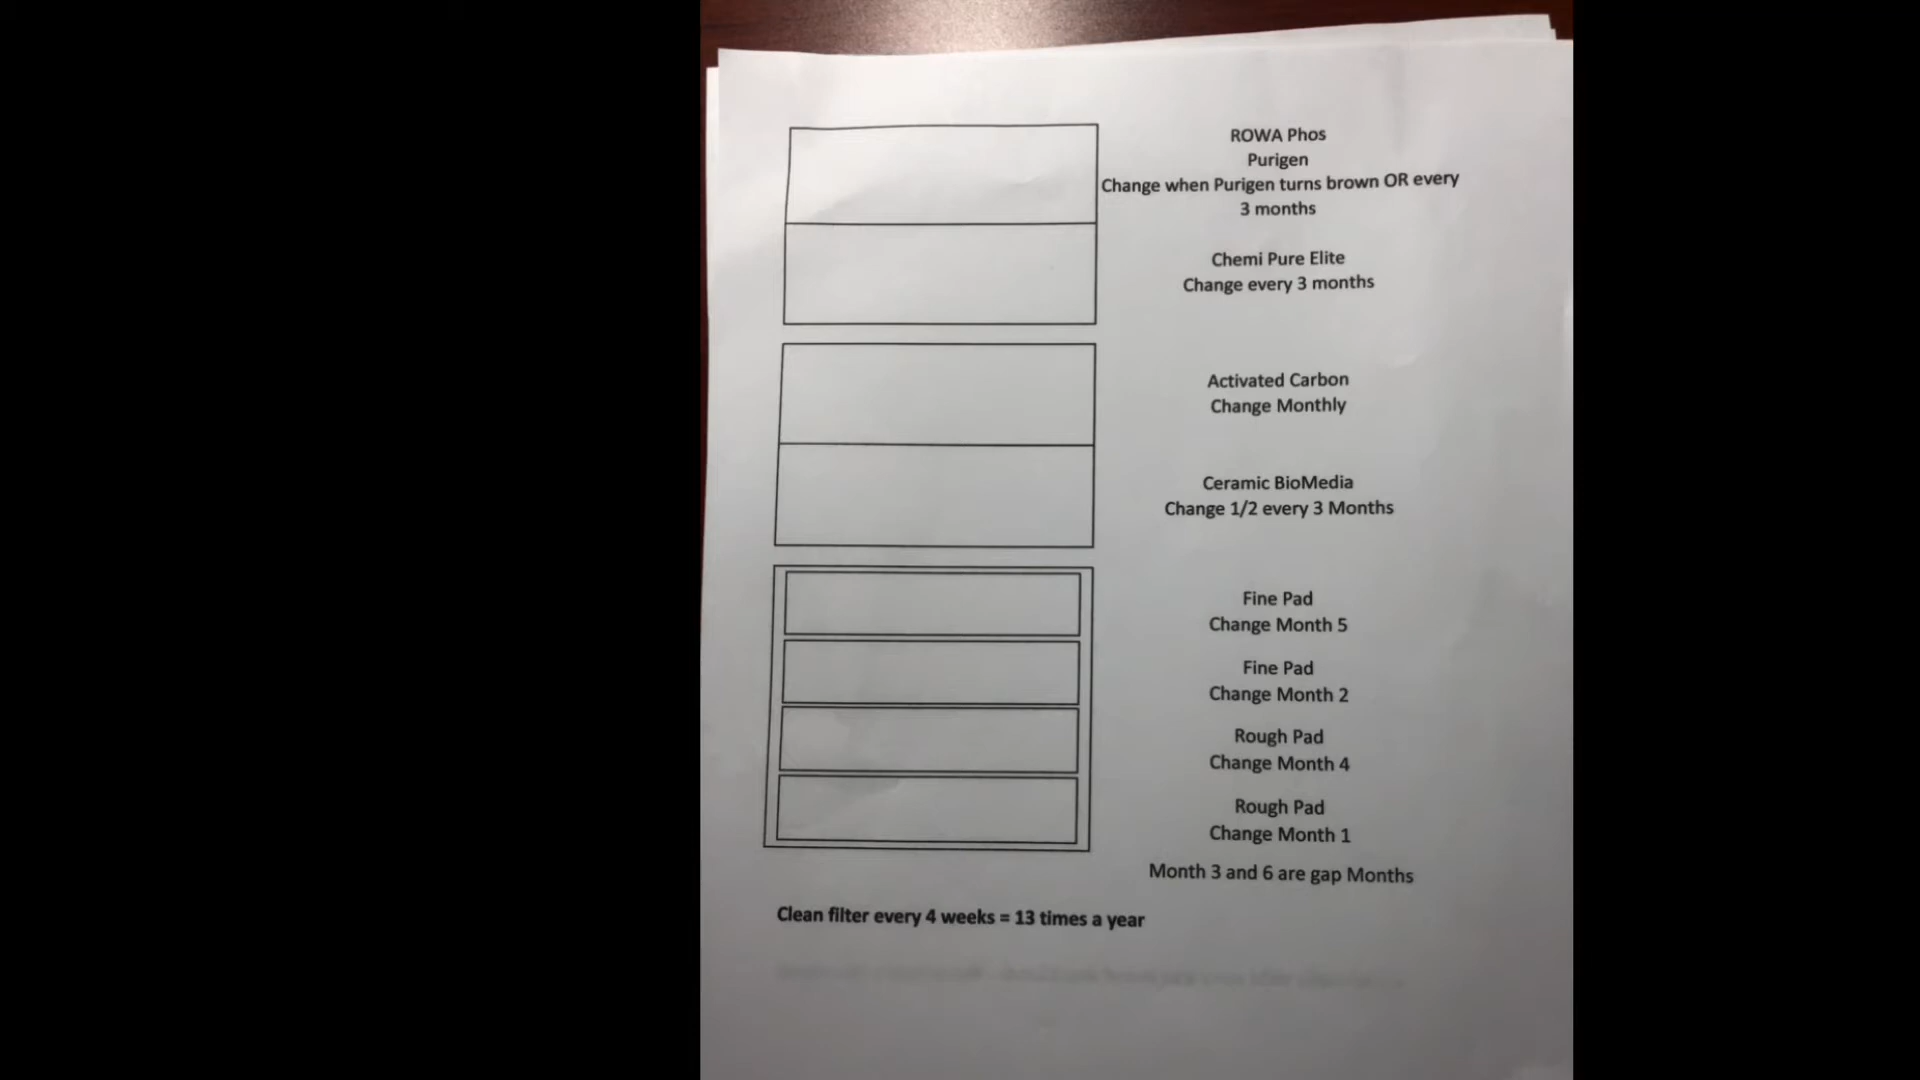 ROWA Phos
Purigen
Change when Purigen turns brown OR every
3 months
Chemi Pure Elite
Change every 3 months
Activated Carbon
Change Monthly
Ceramic BioMedia
Change 1/2 every 3 Months
Fine Pad
Change Month 5
Fine Pad
Change Month 2
Rough Pad
Change Month 4
Rough Pad
Change Month 1
Month 3 and 6 are gap Months
Clean filter every 4 weeks = 13 times a year